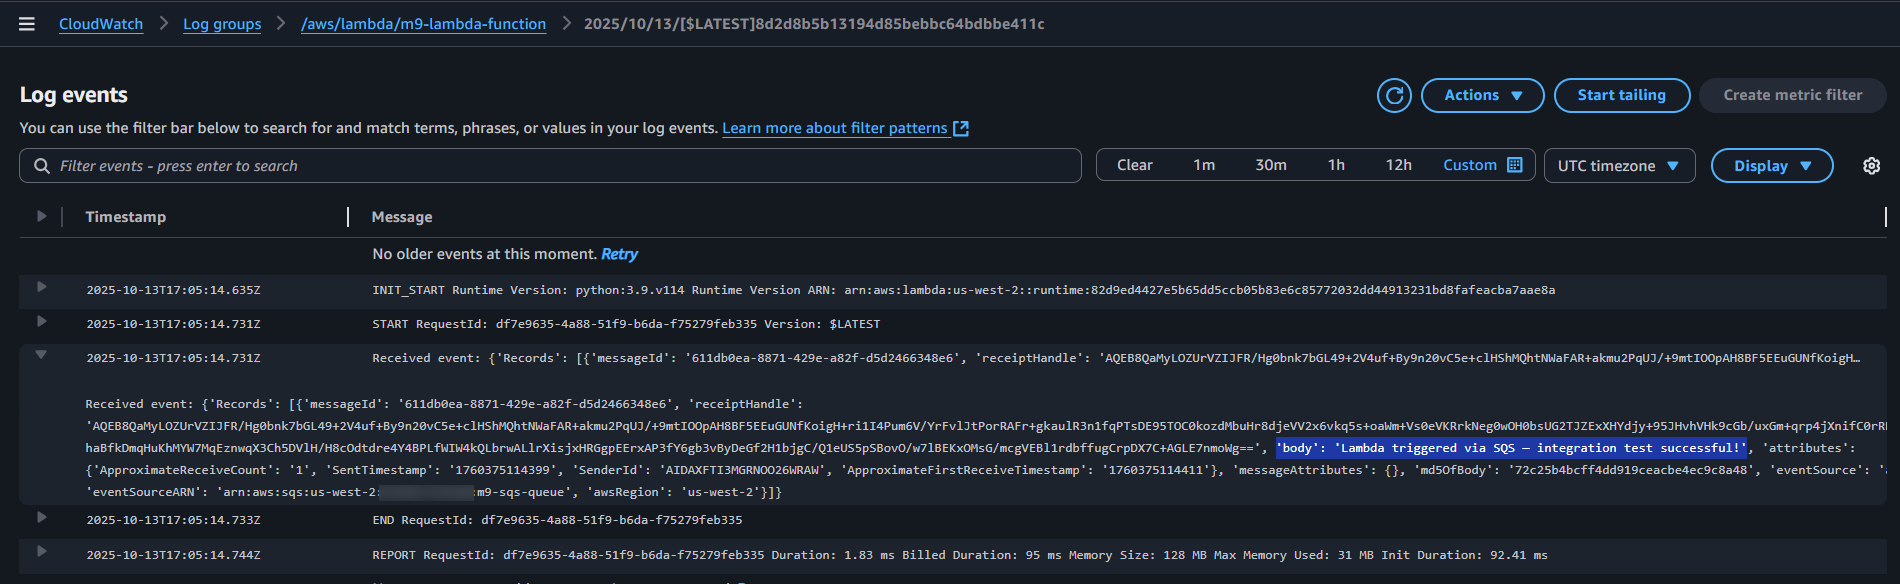 CloudWatch > Log groups > /aws/lambda/m9-lambda-function > 2025/10/13/[$LATEST]8d2d8b5b13194d85bebbc64bdbbe411c
Log events
Actions
Start tailing
Create metric filter
You can use the filter bar below to search for and match terms, phrases, or values in your log events. Learn more about filter patterns
Filter events - press enter to search
Clear 1m 30m 1h 12h Custom
UTC timezone
Display
Timestamp Message
No older events at this moment. Retry
2025-10-13T17:05:14.635Z INIT_START Runtime Version: python:3.9.v114 Runtime Version ARN: arn:aws:lambda:us-west-2::runtime:82d9ed4427e5b65dd5ccb05b83e6c85772032dd44913231bd8fafeacba7aae8a
2025-10-13T17:05:14.731Z START RequestId: df7e9635-4a88-51f9-b6da-f75279feb335 Version: $LATEST
2025-10-13T17:05:14.731Z Received event: {'Records': [{'messageId': '611db0ea-8871-429e-a82f-d5d2466348e6', 'receiptHandle': 'AQEB8QaMyLOZUrVZIJFR/Hg0bnk7bGL49+2V4uf+By9n20vC5e+clHShMQhtNWaFAR+akmu2PqUJ/+9mtIOOpAH8BF5EEuGUNfKoigH…
Received event: {'Records': [{'messageId': '611db0ea-8871-429e-a82f-d5d2466348e6', 'receiptHandle':
'AQEB8QaMyLOZUrVZIJFR/Hg0bnk7bGL49+2V4uf+By9n20vC5e+clHShMQhtNWaFAR+akmu2PqUJ/+9mtIOOpAH8BF5EEuGUNfKoigH+ri1I4Pum6V/YrFvlJtPorRAFr+gkaulR3n1fqPTsDE95TOC0kozdMbuHr8djeVV2x6vkq5s+oaWm+Vs0eVKRrkNeg0wOH0bsUG2TJZExXHYdjy+95JHvhVHk9cGb/uxGm+qrp4jXnifC0rR
haBfkDmqHuKhMYW7MqEznwqX3Ch5DVlH/H8cOdtdre4Y4BPLfWIW4kQLbrwALlrXisjxHRGgpEErxAP3fY6gb3vByDeGf2H1bjgC/Q1eUS5pSBovO/w7lBEKxOMsG/mcgVEBl1rdbffugCrpDX7C+AGLE7nmoWg==', 'body': 'Lambda triggered via SQS — integration test successful!', 'attributes':
{'ApproximateReceiveCount': '1', 'SentTimestamp': '1760375114399', 'SenderId': 'AIDAXFTI3MGRNOO26WRAW', 'ApproximateFirstReceiveTimestamp': '1760375114411'}, 'messageAttributes': {}, 'md5OfBody': '72c25b4bcff4dd919ceacbe4ec9c8a48', 'eventSource':
'eventSourceARN': 'arn:aws:sqs:us-west-2: :m9-sqs-queue', 'awsRegion': 'us-west-2'}]}
2025-10-13T17:05:14.733Z END RequestId: df7e9635-4a88-51f9-b6da-f75279feb335
2025-10-13T17:05:14.744Z REPORT RequestId: df7e9635-4a88-51f9-b6da-f75279feb335 Duration: 1.83 ms Billed Duration: 95 ms Memory Size: 128 MB Max Memory Used: 31 MB Init Duration: 92.41 ms